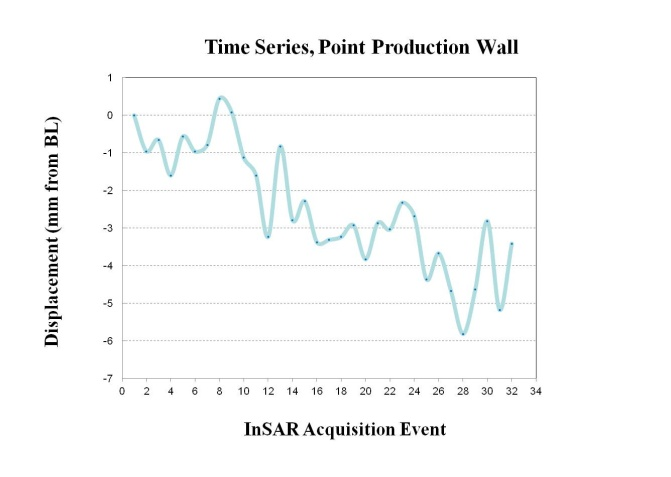 Time Series, Point Production Wall
Displacement (mm from BL)
1
0
-1
-2
-3
-4
-5
-6
-7
0 2 4 6 8 10 12 14 16 18 20 22 24 26 28 30 32 34
InSAR Acquisition Event